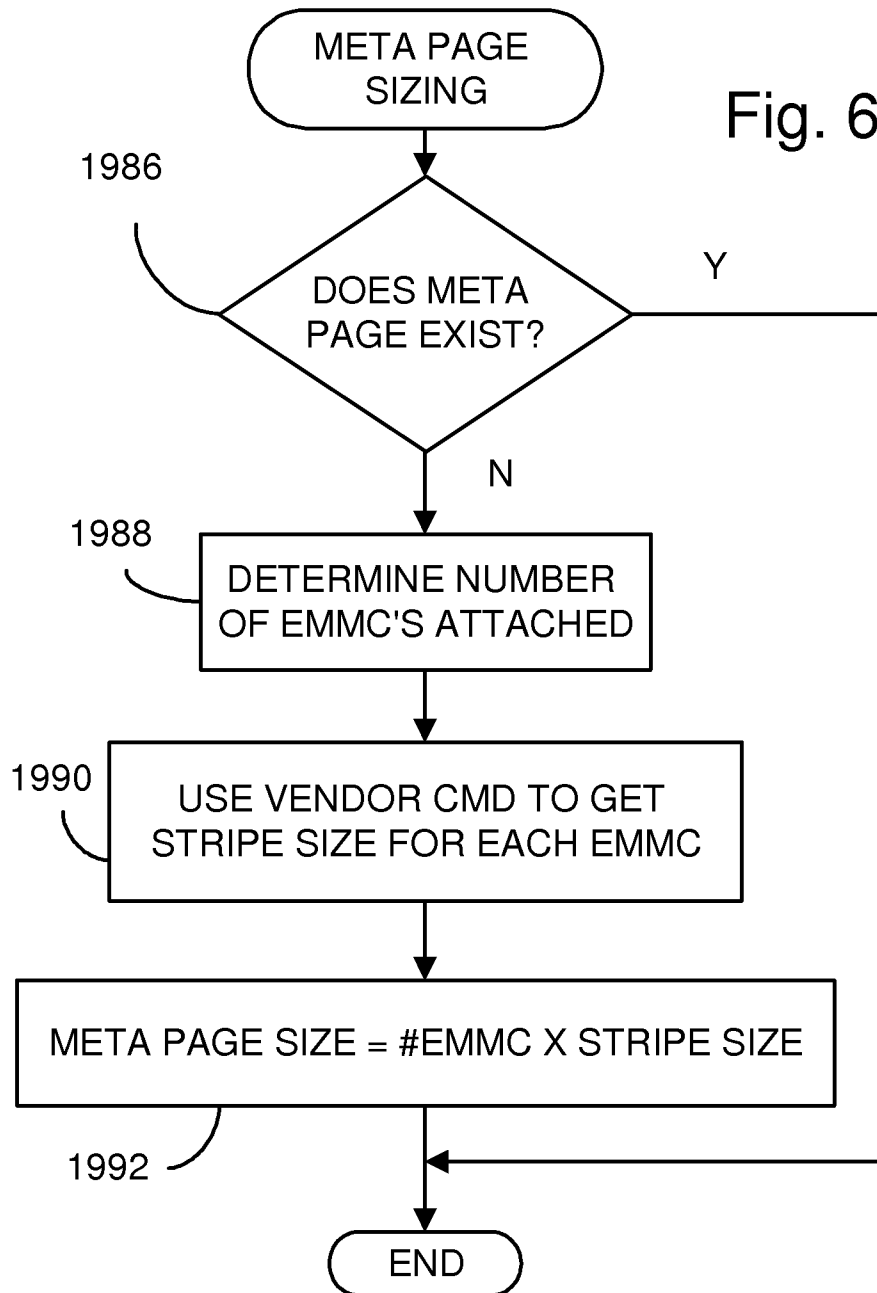 META PAGE
SIZING
Fig. 6
1986
Y
DOES META
PAGE EXIST?
N
1988
DETERMINE NUMBER
OF EMMC'S ATTACHED
1990
USE VENDOR CMD TO GET
STRIPE SIZE FOR EACH EMMC
META PAGE SIZE = #EMMC X STRIPE SIZE
1992
END